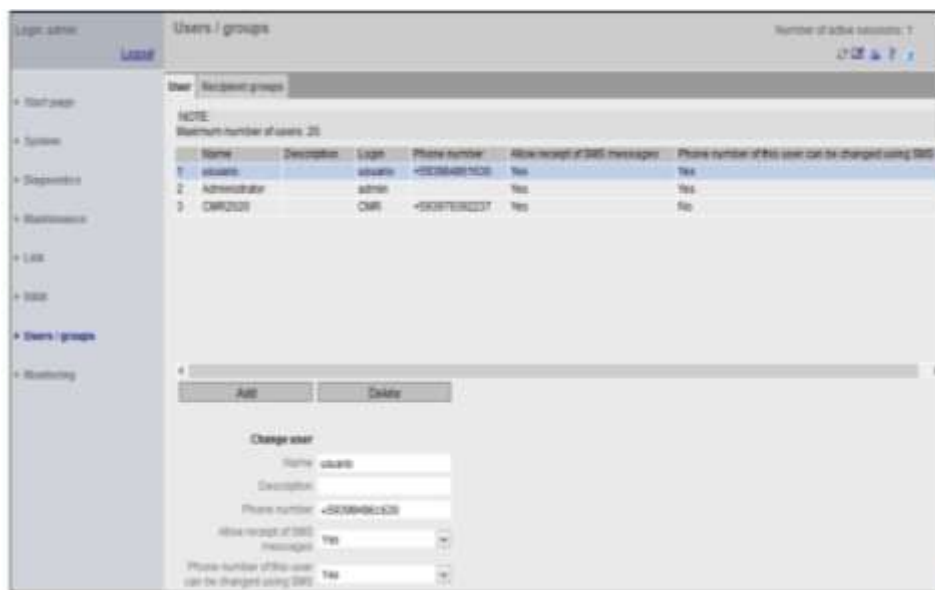 Login: admin
Logout
Users / groups
Number of active sessions: 1
Start page
System
Diagnostics
Maintenance
LAN
WAN
Users / groups
Monitoring
User
Recipient groups
NOTE:
Maximum number of users: 20
Name Description Login Phone number Allow receipt of SMS messages Phone number of this user can be changed using SMS
1 usuario usuario Yes Yes
2 Administrator admin Yes Yes
3 CMR2020 CMR Yes No
Add
Delete
Change user
Name usuario
Description
Phone number
Allow receipt of SMS messages Yes
Phone number of this user can be changed using SMS Yes